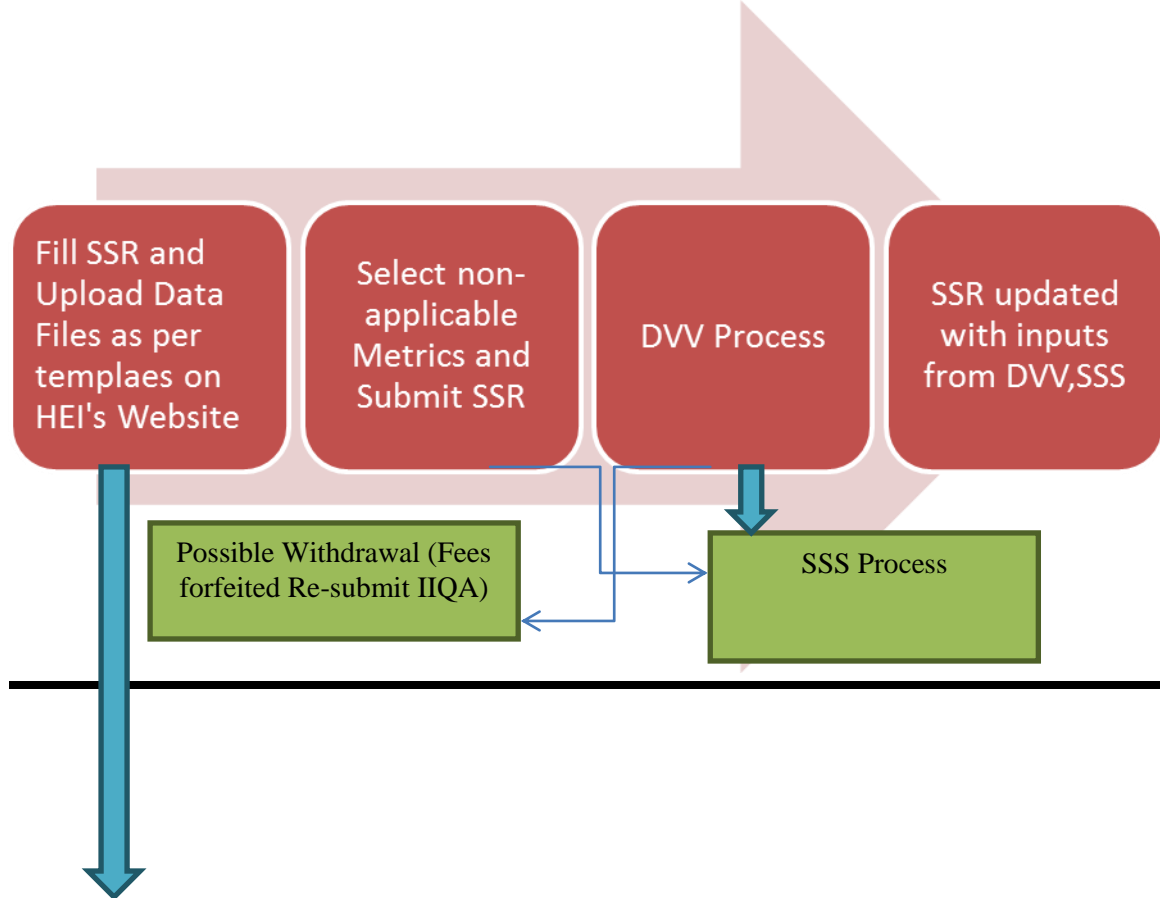 Fill SSR and
Upload Data
Files as per
templaes on
HEI's Website
Select non-
applicable
Metrics and
Submit SSR
DVV Process
SSR updated
with inputs
from DVV,SSS
Possible Withdrawal (Fees
forfeited Re-submit IIQA)
SSS Process